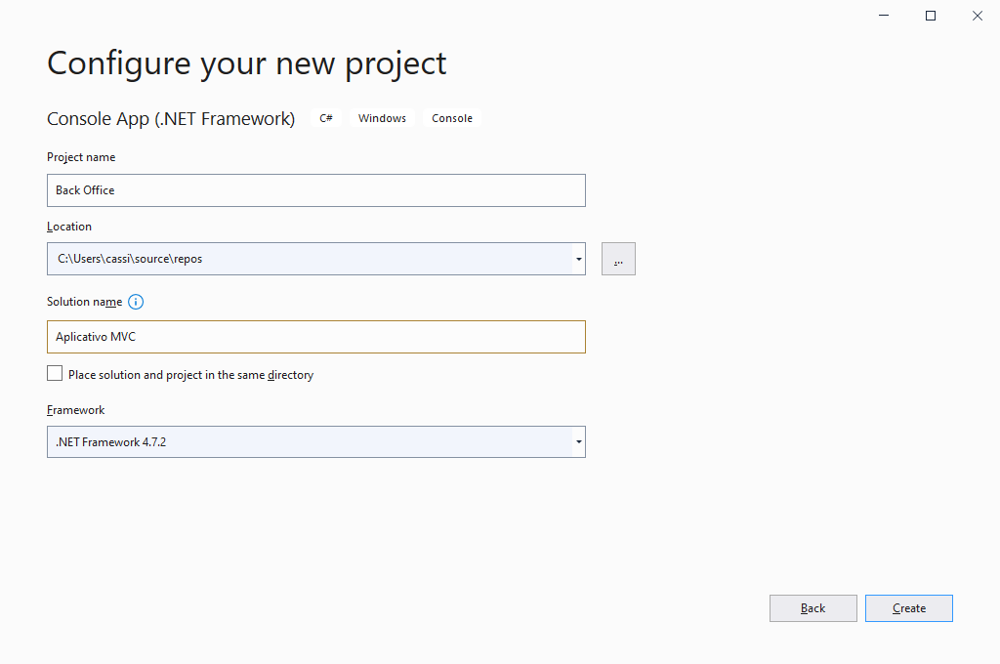 Configure your new project
Console App (.NET Framework) C# Windows Console
Project name
Back Office
Location
C:\Users\cassi\source\repos
...
Solution name
Aplicativo MVC
Place solution and project in the same directory
Framework
.NET Framework 4.7.2
Back Create